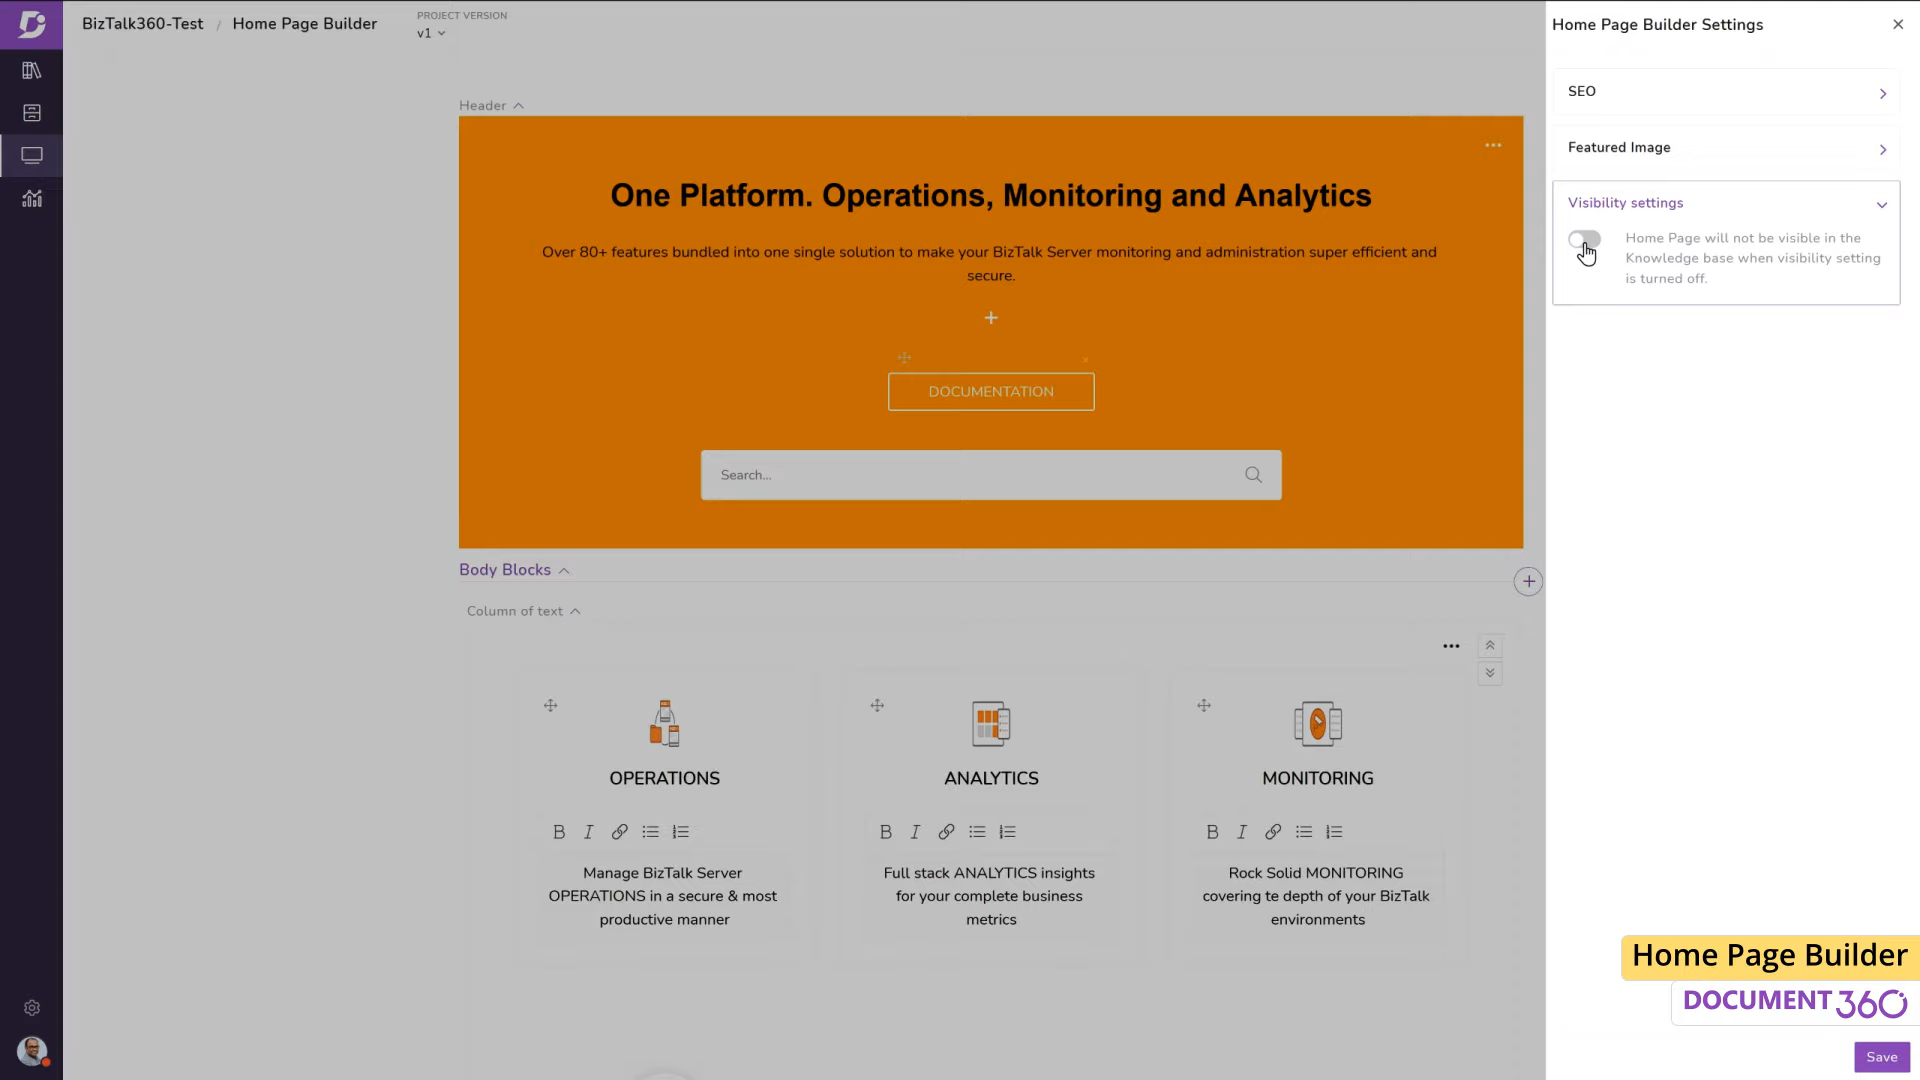 BizTalk360-Test / Home Page Builder
PROJECT VERSION
v1
Header
One Platform. Operations, Monitoring and Analytics
Over 80+ features bundled into one single solution to make your BizTalk Server monitoring and administration super efficient and
secure.
DOCUMENTATION
Search...
Body Blocks
Column of text
OPERATIONS
Manage BizTalk Server
OPERATIONS in a secure & most
productive manner
ANALYTICS
Full stack ANALYTICS insights
for your complete business
metrics
MONITORING
Rock Solid MONITORING
covering te depth of your BizTalk
environments
Home Page Builder Settings
SEO
Featured Image
Visibility settings
Home Page will not be visible in the
Knowledge base when visibility setting
is turned off.
Home Page Builder
DOCUMENT360
Save